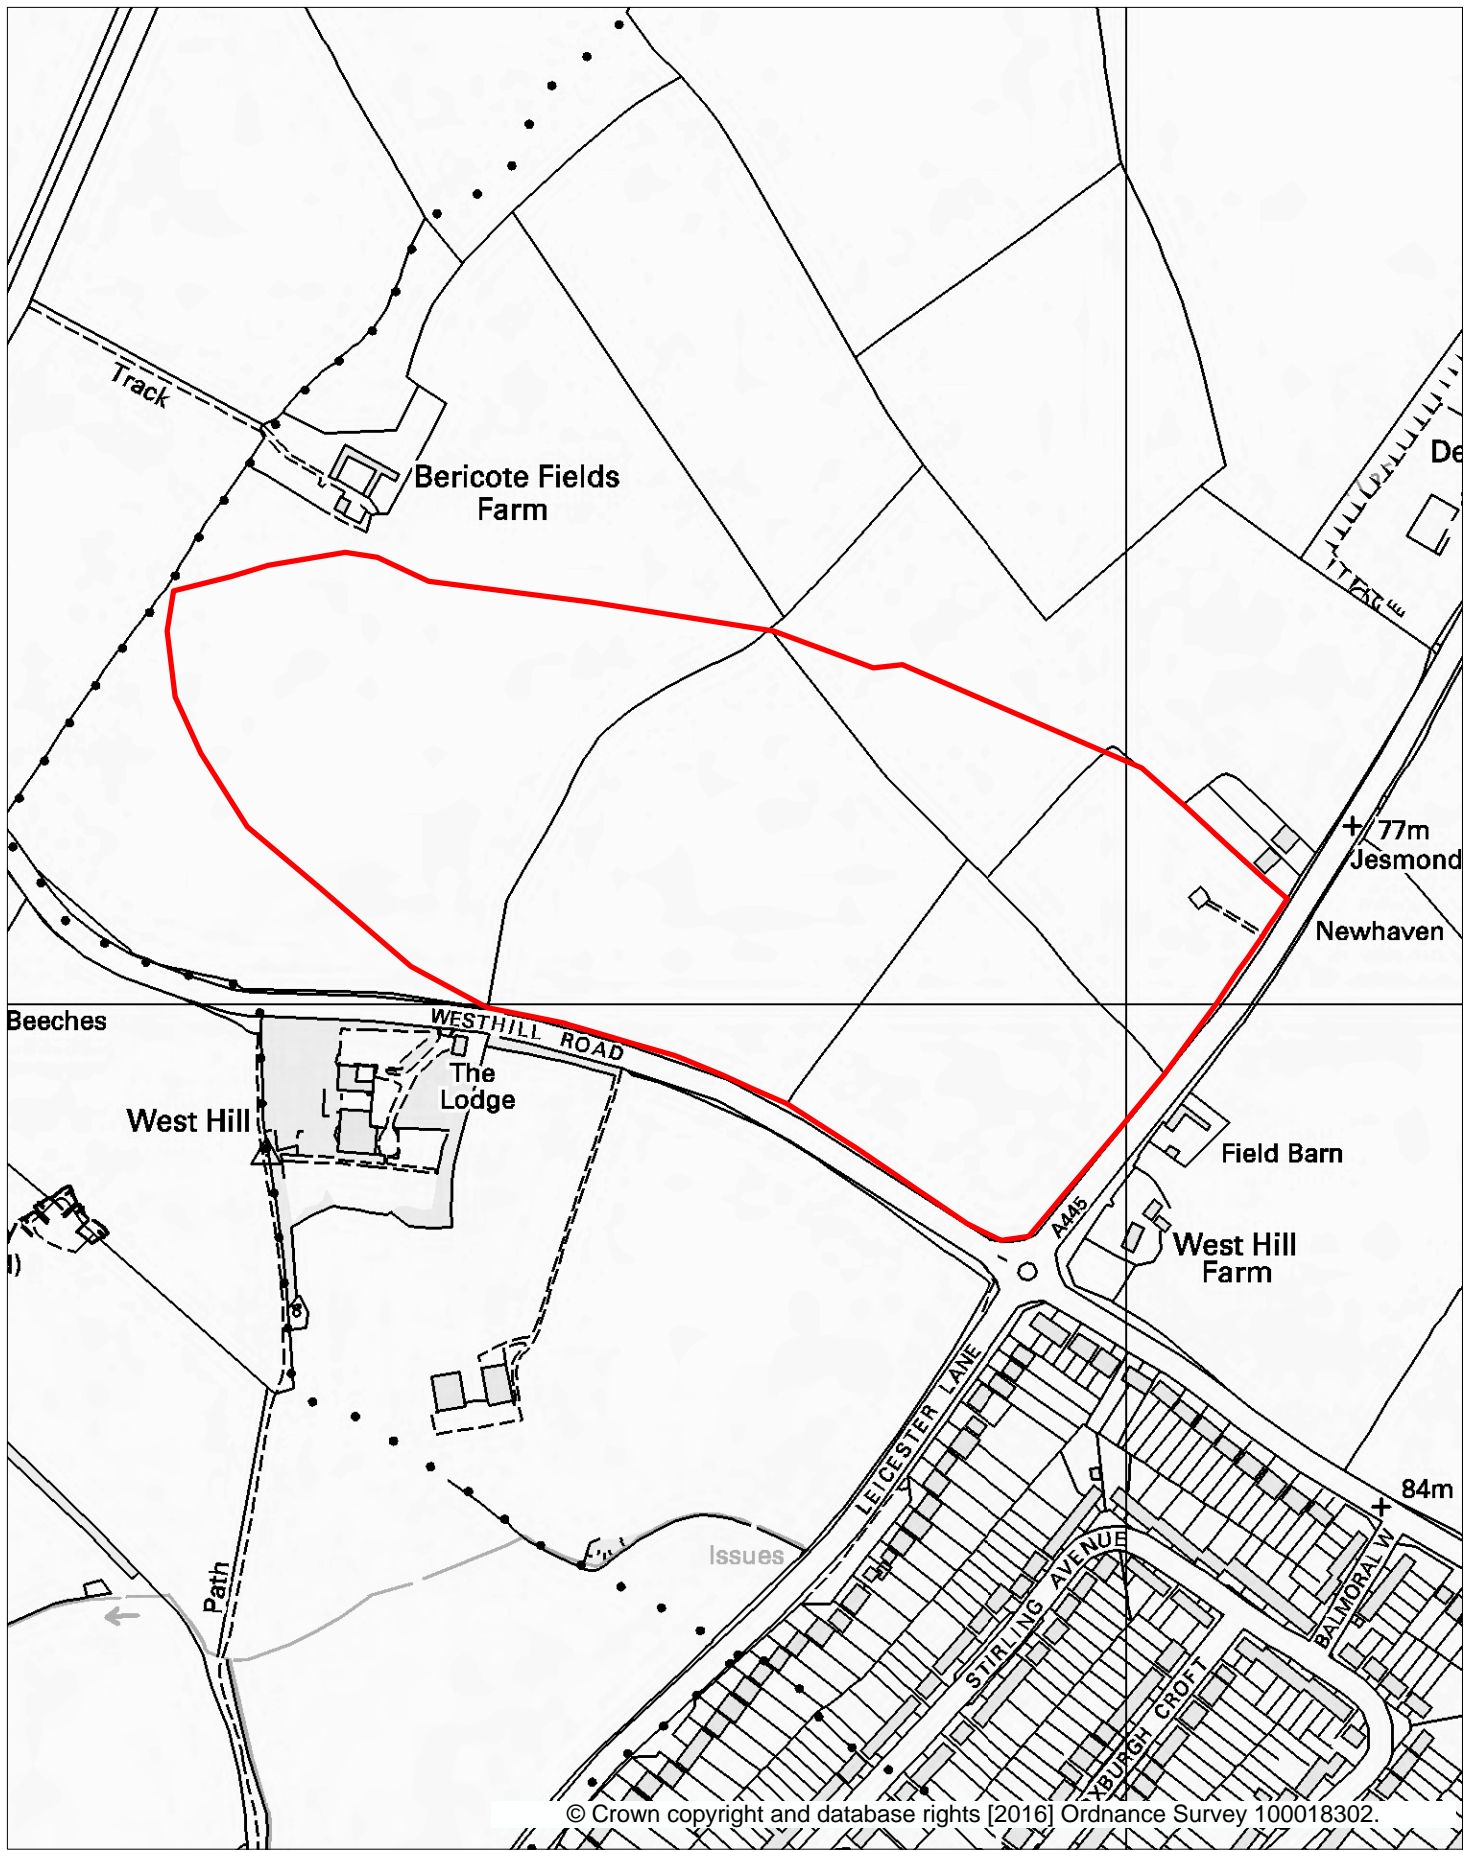 Track
De
Bericote Fields
Farm
77m
Jesmond
Newhaven
Beeches
WESTHILL ROAD
The
Lodge
West Hill
Field Barn
A445
West Hill
Farm
l)
LEICESTER LANE
84m
Issues
STIRLING AVENUE
BALMORAL W
Path
XBURGH CROFT
© Crown copyright and database rights [2016] Ordnance Survey 100018302.